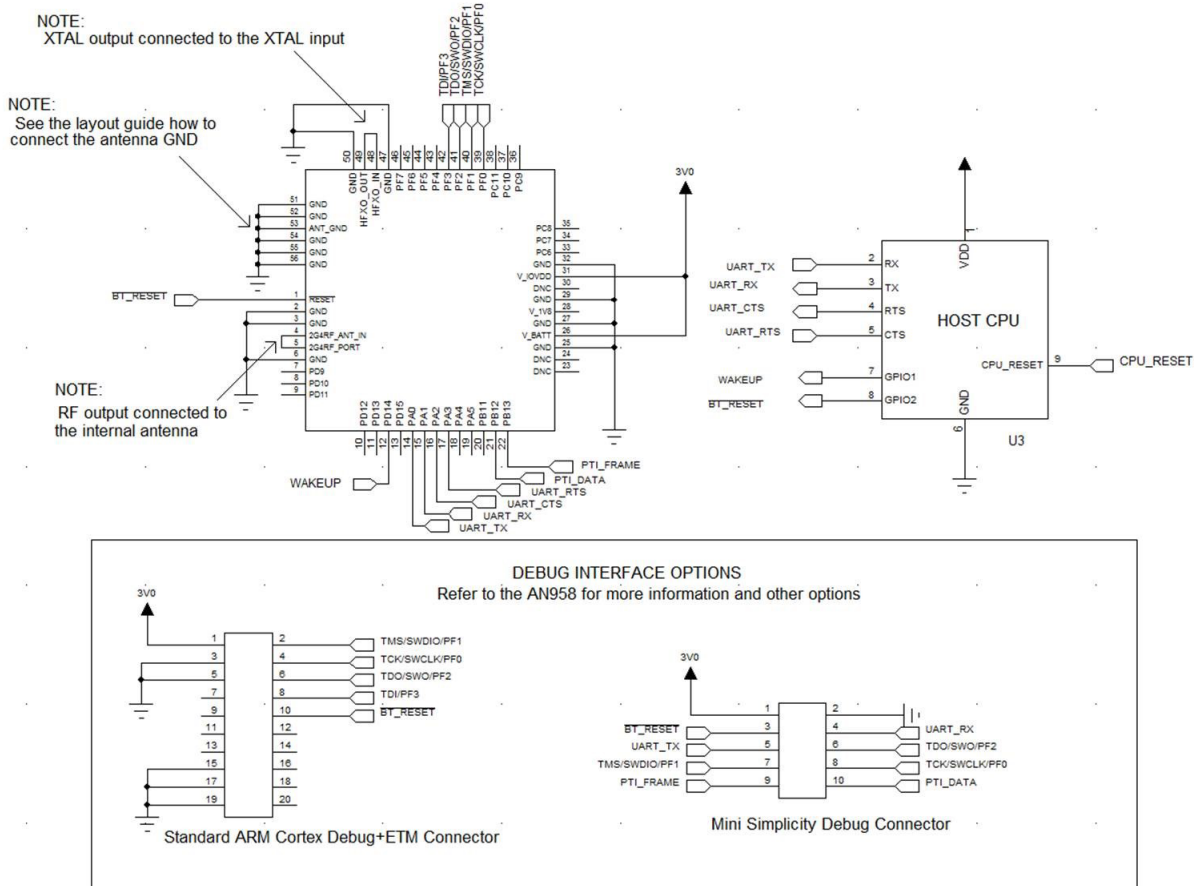 NOTE:
XTAL output connected to the XTAL input
NOTE:
See the layout guide how to
connect the antenna GND
TDI/PF3
TDO/SWO/PF2
TMS/SWDIO/PF1
TCK/SWCLK/PF0
50 49 48 47 46 45 44 43 42 41 40 39 38 37 36
GND HFXO_OUT HFXO_IN GND PF7 PF6 PF5 PF4 PF3 PF2 PF1 PF0 PC11 PC10 PC9
51 GND
52 GND
53 ANT_GND
54 GND
55 GND
56 GND
BT_RESET
1 RESET
2 GND
3 GND
4 2G4RF_ANT_IN
5 2G4RF_PORT
6 GND
7 PD9
8 PD10
9 PD11
PC8 35
PC7 34
PC6 33
GND 32
V_IOVDD 31
DNC 30
GND 29
V_1V8 28
GND 27
V_BATT 26
GND 25
DNC 24
DNC 23
3V0
PD12 PD13 PD14 PD15 PA0 PA1 PA2 PA3 PA4 PA5 PB11 PB12 PB13
10 11 12 13 14 15 16 17 18 19 20 21 22
NOTE:
RF output connected to
the internal antenna
WAKEUP
PTI_FRAME
PTI_DATA
UART_RTS
UART_CTS
UART_RX
UART_TX
1
VDD
UART_TX 2 RX
UART_RX 3 TX
UART_CTS 4 RTS
UART_RTS 5 CTS
HOST CPU
CPU_RESET 9 CPU_RESET
WAKEUP 7 GPIO1
BT_RESET 8 GPIO2
GND
6
U3
DEBUG INTERFACE OPTIONS
Refer to the AN958 for more information and other options
3V0
1 2 TMS/SWDIO/PF1
3 4 TCK/SWCLK/PF0
5 6 TDO/SWO/PF2
7 8 TDI/PF3
9 10 BT_RESET
11 12
13 14
15 16
17 18
19 20
Standard ARM Cortex Debug+ETM Connector
3V0
1 2
BT_RESET 3 4 UART_RX
UART_TX 5 6 TDO/SWO/PF2
TMS/SWDIO/PF1 7 8 TCK/SWCLK/PF0
PTI_FRAME 9 10 PTI_DATA
Mini Simplicity Debug Connector